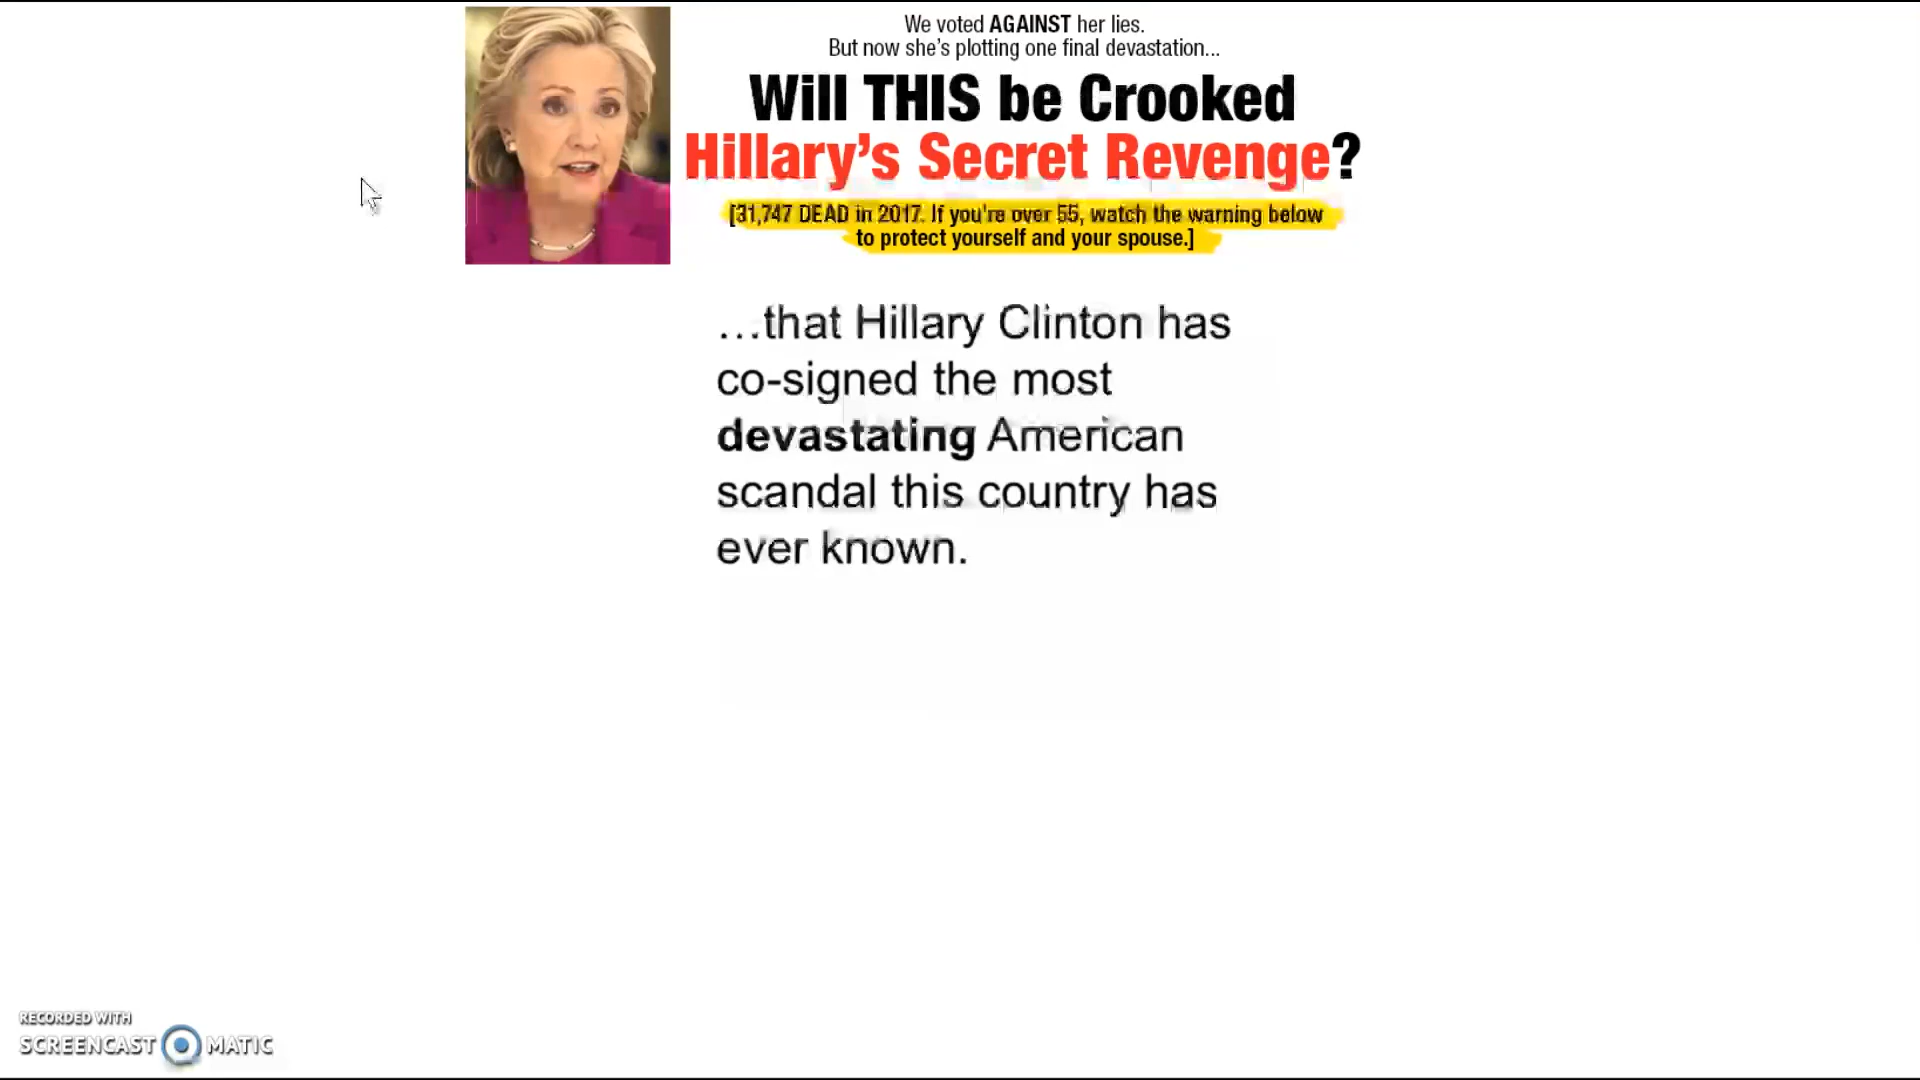 We voted AGAINST her lies.
But now she's plotting one final devastation...
Will THIS be Crooked
Hillary's Secret Revenge?
[31,747 DEAD in 2017. If you're over 55, watch the warning below
to protect yourself and your spouse.]
…that Hillary Clinton has
co-signed the most
devastating American
scandal this country has
ever known.
RECORDED WITH
SCREENCAST MATIC